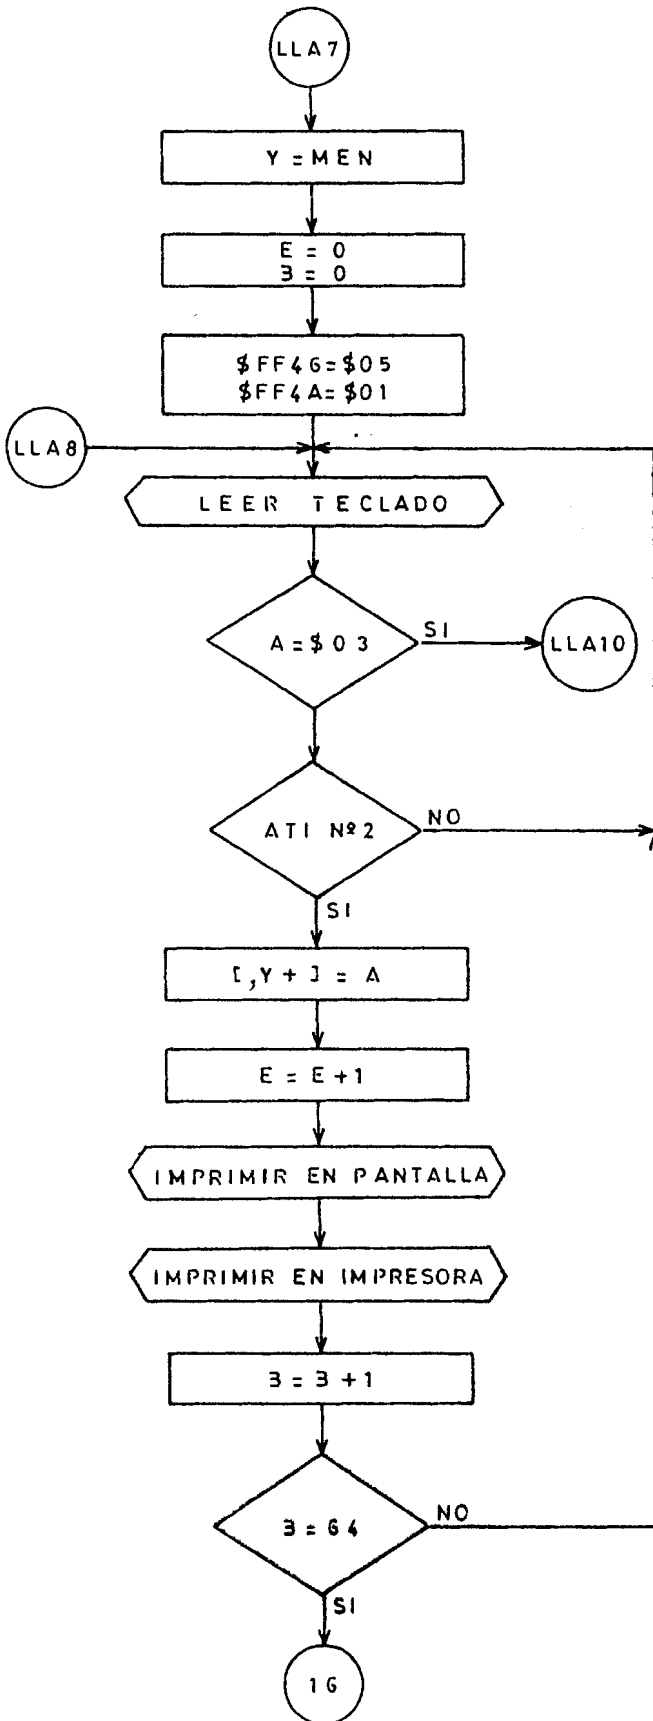 LLA7
Y = MEN
E = 0
B = 0
$FF46=$05
$FF4A=$01
LLA8
LEER TECLADO
A=$03
SI
LLA10
ATI Nº2
NO
SI
[,Y+] = A
E = E+1
IMPRIMIR EN PANTALLA
IMPRIMIR EN IMPRESORA
B = B+1
B = 64
NO
SI
16